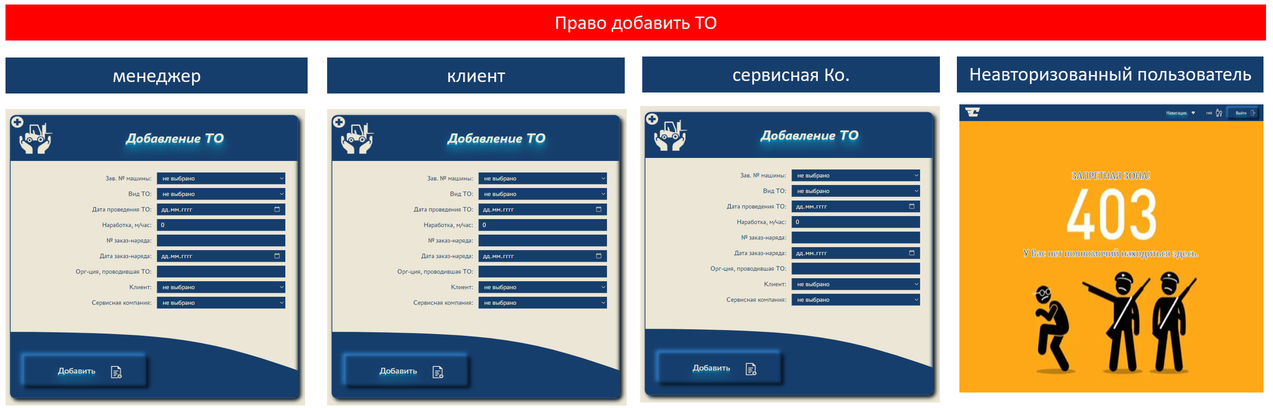 Право добавить ТО
менеджер
клиент
сервисная Ко.
Неавторизованный пользователь
Добавление ТО
Зав. № машины: не выбрано
Вид ТО: не выбрано
Дата проведения ТО: дд.мм.гггг
Наработка, м/час: 0
№ заказ-наряда:
Дата заказ-наряда: дд.мм.гггг
Орг-ция, проводившая ТО:
Клиент: не выбрано
Сервисная компания: не выбрано
Добавить
Добавление ТО
Зав. № машины: не выбрано
Вид ТО: не выбрано
Дата проведения ТО: дд.мм.гггг
Наработка, м/час: 0
№ заказ-наряда:
Дата заказ-наряда: дд.мм.гггг
Орг-ция, проводившая ТО:
Клиент: не выбрано
Сервисная компания: не выбрано
Добавить
Добавление ТО
Зав. № машины: не выбрано
Вид ТО: не выбрано
Дата проведения ТО: дд.мм.гггг
Наработка, м/час: 0
№ заказ-наряда:
Дата заказ-наряда: дд.мм.гггг
Орг-ция, проводившая ТО:
Клиент: не выбрано
Сервисная компания: не выбрано
Добавить
Навигация
Выйти
ЗАПРЕТНАЯ ЗОНА!
403
У Вас нет полномочий находиться здесь.